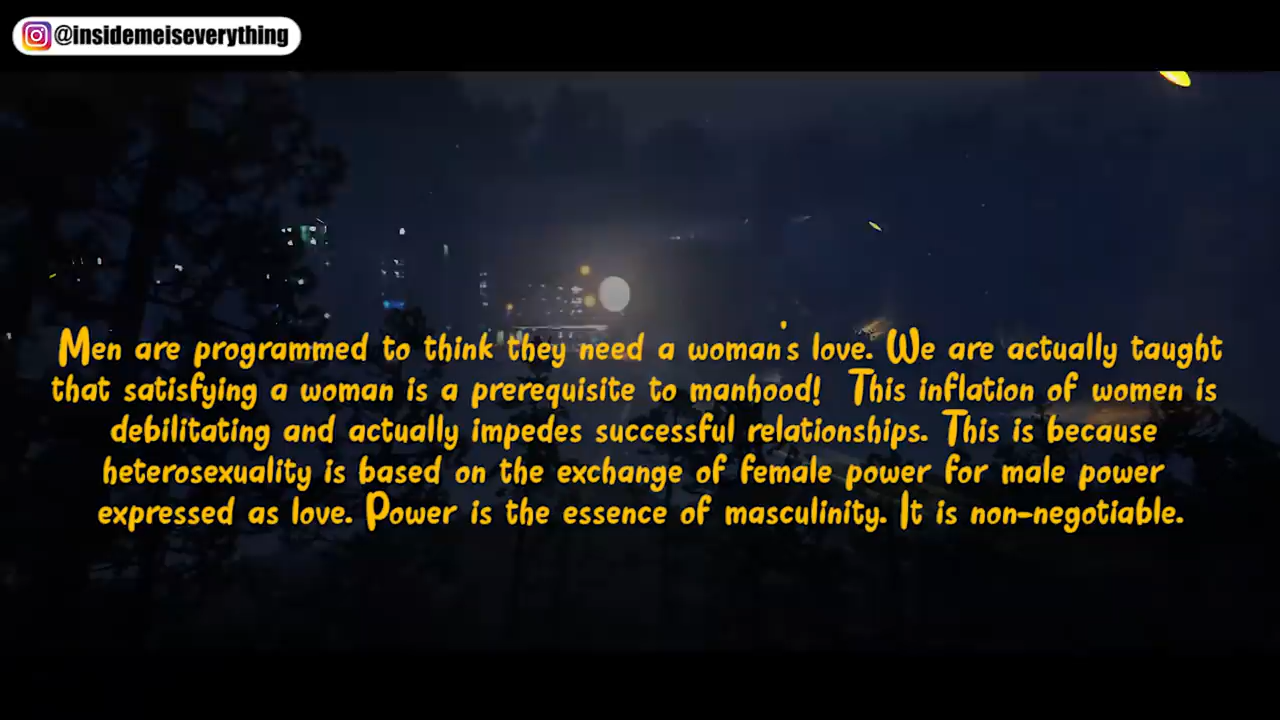 @insidemeiseverything
Men are programmed to think they need a woman's love. We are actually taught
that satisfying a woman is a prerequisite to manhood! This inflation of women is
debilitating and actually impedes successful relationships. This is because
heterosexuality is based on the exchange of female power for male power
expressed as love. Power is the essence of masculinity. It is non-negotiable.